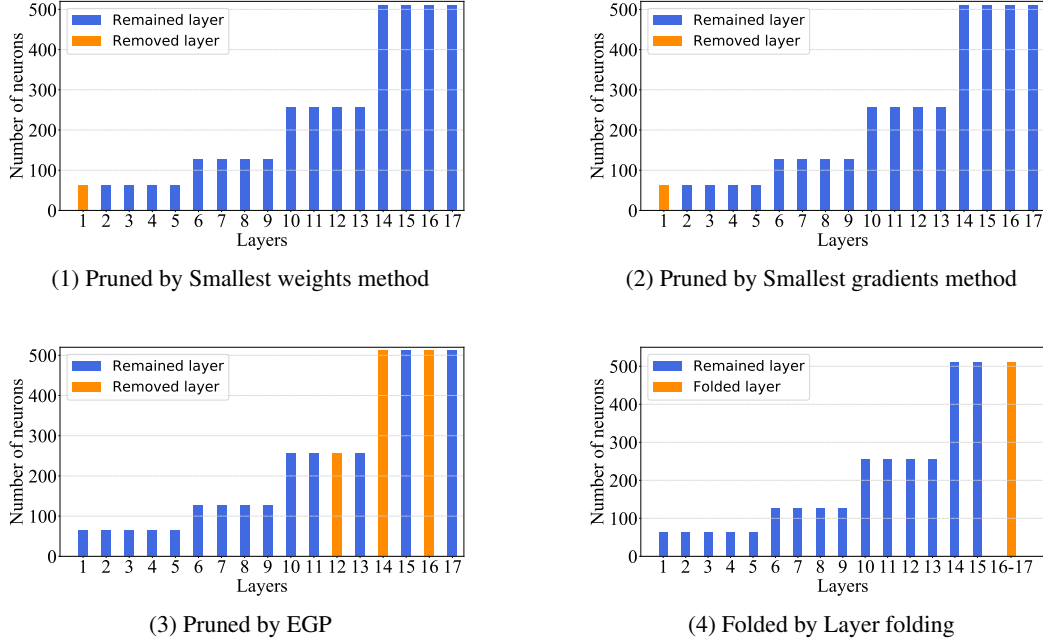 500
400
300
200
100
0
Number of neurons
Remained layer
Removed layer
1 2 3 4 5 6 7 8 9 10 11 12 13 14 15 16 17
Layers
(1) Pruned by Smallest weights method
500
400
300
200
100
0
Number of neurons
Remained layer
Removed layer
1 2 3 4 5 6 7 8 9 10 11 12 13 14 15 16 17
Layers
(2) Pruned by Smallest gradients method
500
400
300
200
100
0
Number of neurons
Remained layer
Removed layer
1 2 3 4 5 6 7 8 9 10 11 12 13 14 15 16 17
Layers
(3) Pruned by EGP
500
400
300
200
100
0
Number of neurons
Remained layer
Folded layer
1 2 3 4 5 6 7 8 9 10 11 12 13 14 15 16-17
Layers
(4) Folded by Layer folding